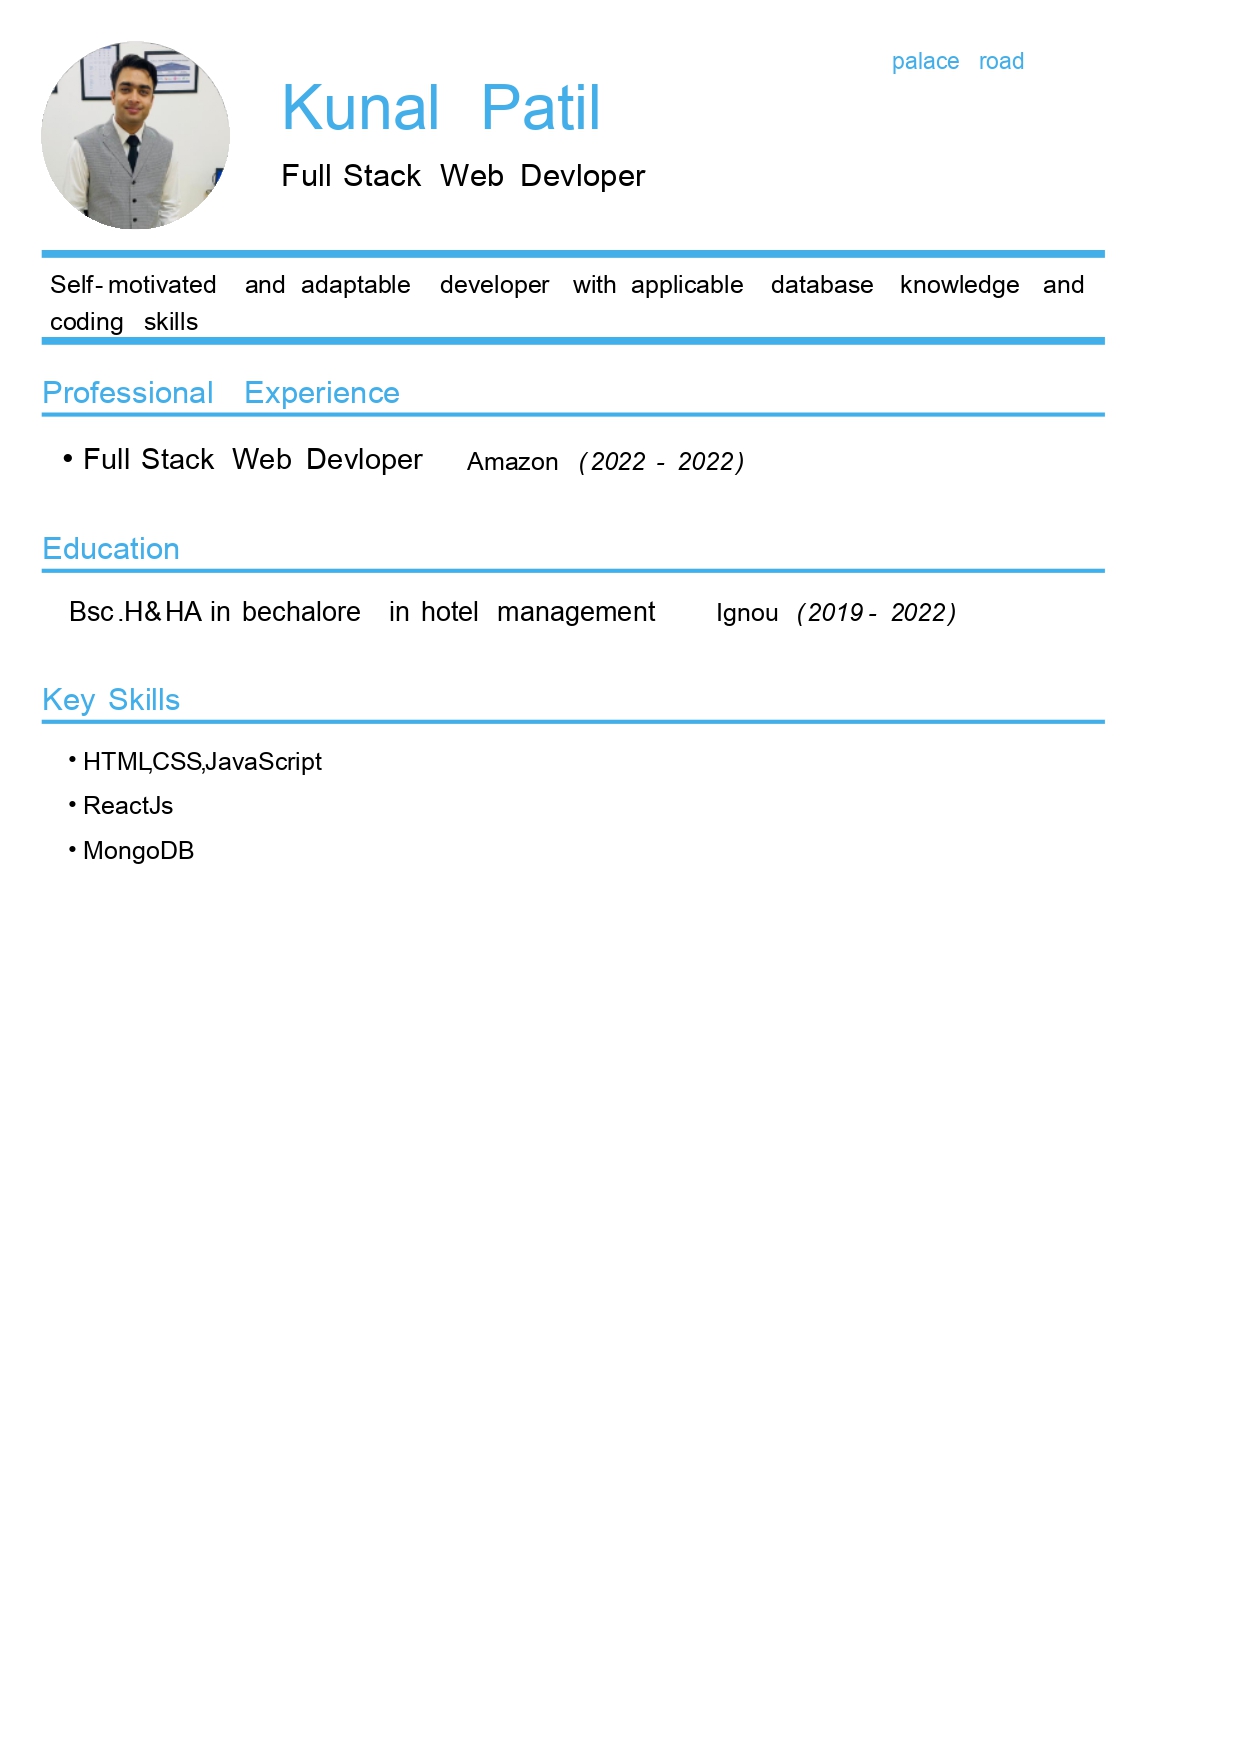 palace road
Kunal Patil
Full Stack Web Devloper
Self-motivated and adaptable developer with applicable database knowledge and
coding skills
Professional Experience
• Full Stack Web Devloper Amazon (2022 - 2022)
Education
Bsc.H&HA in bechalore in hotel management Ignou (2019 - 2022)
Key Skills
• HTML,CSS,JavaScript
• ReactJs
• MongoDB